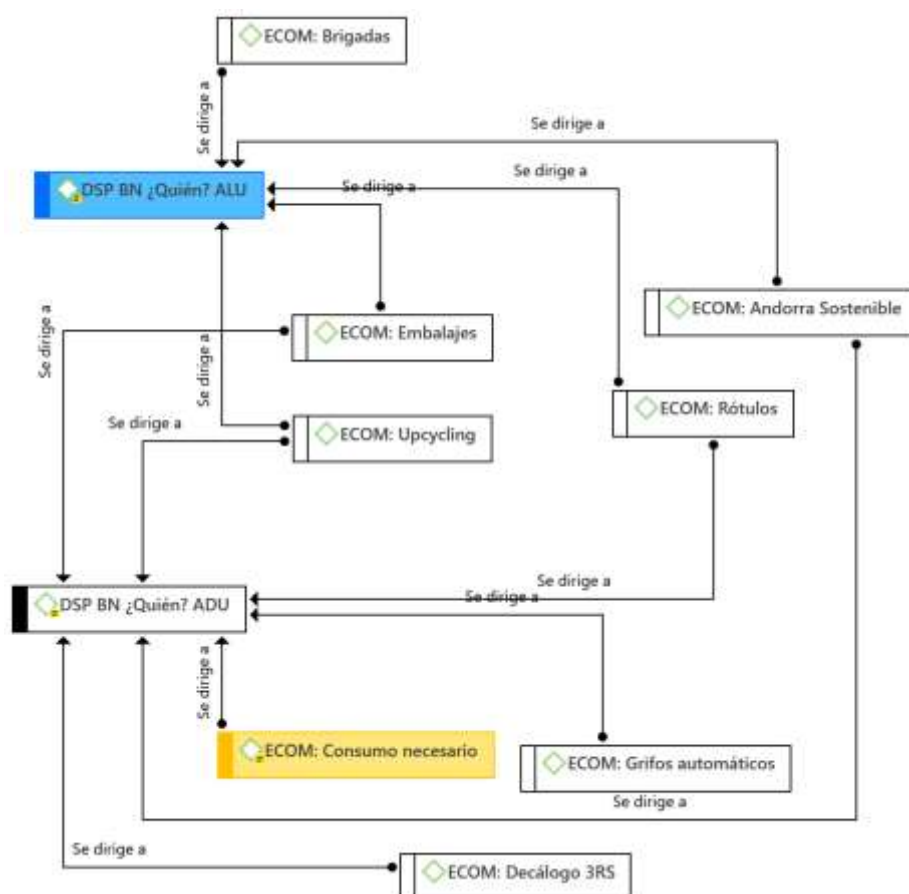 ECOM: Brigadas
Se dirige a
Se dirige a
DSP BN ¿Quién? ALU
Se dirige a
Se dirige a
ECOM: Andorra Sostenible
Se dirige a
ECOM: Embalajes
Se dirige a
ECOM: Rótulos
Se dirige a
ECOM: Upcycling
Se dirige a
Se dirige a
DSP BN ¿Quién? ADU
Se dirige a
ECOM: Consumo necesario
ECOM: Grifos automáticos
Se dirige a
Se dirige a
ECOM: Decálogo 3RS